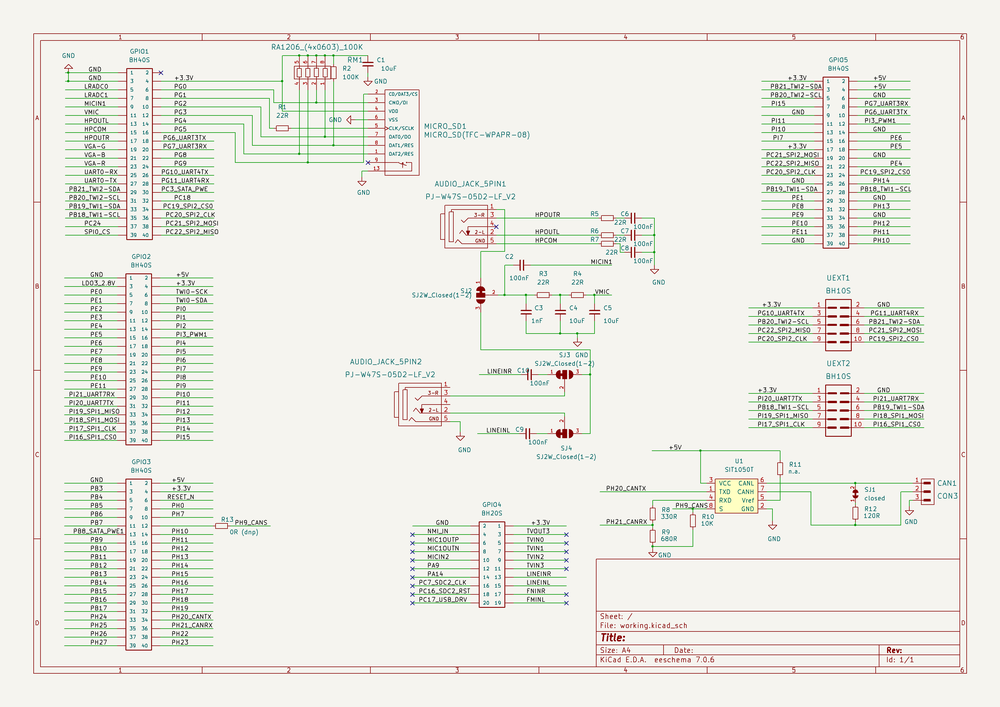 RA1206_(4x0603)_100K
GPIO1
BH40S
GND
GND +3.3V
LRADC0 PG0
LRADC1 PG1
MICIN1 PG2
VMIC PG3
HPOUTL PG4
HPCOM PG5
HPOUTR PG6_UART3TX
VGA-G PG7_UART3RX
VGA-B PG8
VGA-R PG9
UART0-RX PG10_UART4TX
UART0-TX PG11_UART4RX
PB21_TWI2-SDA PC3_SATA_PWE
PB20_TWI2-SCL PC18
PB19_TWI1-SDA PC19_SPI2_CS0
PB18_TWI1-SCL PC20_SPI2_CLK
PC24 PC21_SPI2_MOSI
SPI0_CS PC22_SPI2_MISO
GPIO2
BH40S
GND +5V
LDO3_2.8V +3.3V
PE0 TWI0-SCK
PE1 TWI0-SDA
PE2 PI0
PE3 PI1
PE4 PI2
PE5 PI3_PWM1
PE6 PI4
PE7 PI5
PE8 PI6
PE9 PI7
PE10 PI8
PE11 PI9
PI21_UART7RX PI10
PI20_UART7TX PI11
PI19_SPI1_MISO PI12
PI18_SPI1_MOSI PI13
PI17_SPI1_CLK PI14
PI16_SPI1_CS0 PI15
GPIO3
BH40S
GND +5V
PB3 +3.3V
PB4 RESET_N
PB5 PH0
PB6 PH7
PB7
PB8_SATA_PWE1 PH10
PB9 PH11
PB10 PH12
PB11 PH13
PB12 PH14
PB13 PH15
PB14 PH16
PB15 PH17
PB16 PH18
PB17 PH19
PH24 PH20_CANTX
PH25 PH21_CANRX
PH26 PH22
PH27 PH23
R13 PH9_CANS
0R (dnp)
RM1
R2
100K
C1
10uF
GND
R1
22R
GND
CD/DAT3/CS
CMD/DI
VDD
VSS
CLK/SCLK
DAT0/DO
DAT1/RES
DAT2/RES
MICRO_SD1
MICRO_SD(TFC-WPAPR-08)
GND
AUDIO_JACK_5PIN1
PJ-W47S-05D2-LF_V2
3-R
2-L
GND
HPOUTR R5 22R C6 100nF
HPOUTL R6 22R C7 100nF
HPCOM R7 22R C8 100nF
GND
C2
100nF
MICIN1
SJ2
SJ2W_Closed(1-2)
R3
22R
R4
22R
VMIC
C3
1nF
C4
10uF
C5
10uF
GND
AUDIO_JACK_5PIN2
PJ-W47S-05D2-LF_V2
3-R
2-L
GND
GND
SJ3
SJ2W_Closed(1-2)
LINEINR C10
100nF
LINEINL C9
100nF
SJ4
SJ2W_Closed(1-2)
GPIO4
BH20S
GND +3.3V
NMI_IN TVOUT3
MIC1OUTP TVIN0
MIC1OUTN TVIN1
MICIN2 TVIN2
PA9 TVIN3
PA14 LINEINR
PC7_SDC2_CLK LINEINL
PC16_SDC2_RST FNINR
PC17_USB_DRV FMINL
GPIO5
BH40S
+3.3V +5V
PB21_TWI2-SDA GND
PB20_TWI2-SCL GND
PI15 PG7_UART3RX
GND PG6_UART3TX
PI11 PI3_PWM1
PI10 GND
PI7 PE6
GND PE5
PC21_SPI2_MOSI GND
PC22_SPI2_MISO PE4
PC20_SPI2_CLK PC19_SPI2_CS0
GND PH14
PB19_TWI1-SDA PB18_TWI1-SCL
PE1 GND
PE8 PH13
PE9 GND
PE10 PH12
PE11 PH11
GND PH10
UEXT1
BH10S
+3.3V GND
PG10_UART4TX PG11_UART4RX
PB20_TWI2-SCL PB21_TWI2-SDA
PC22_SPI2_MISO PC21_SPI2_MOSI
PC20_SPI2_CLK PC19_SPI2_CS0
UEXT2
BH10S
+3.3V GND
PI20_UART7TX PI21_UART7RX
PB18_TWI1-SCL PB19_TWI1-SDA
PI19_SPI1_MISO PI18_SPI1_MOSI
PI17_SPI1_CLK PI16_SPI1_CS0
+5V
U1
SIT1050T
R11
n.a.
VCC CANL
TXD CANH
RXD Vref
S GND
PH20_CANTX
PH9_CANS
PH21_CANRX
R8
330R
R9
680R
R10
10K
GND
GND
SJ1
closed
R12
120R
GND
CAN1
CON3
Sheet: /
File: working.kicad_sch
Title:
Size: A4 Date: Rev:
KiCad E.D.A. eeschema 7.0.6 Id: 1/1